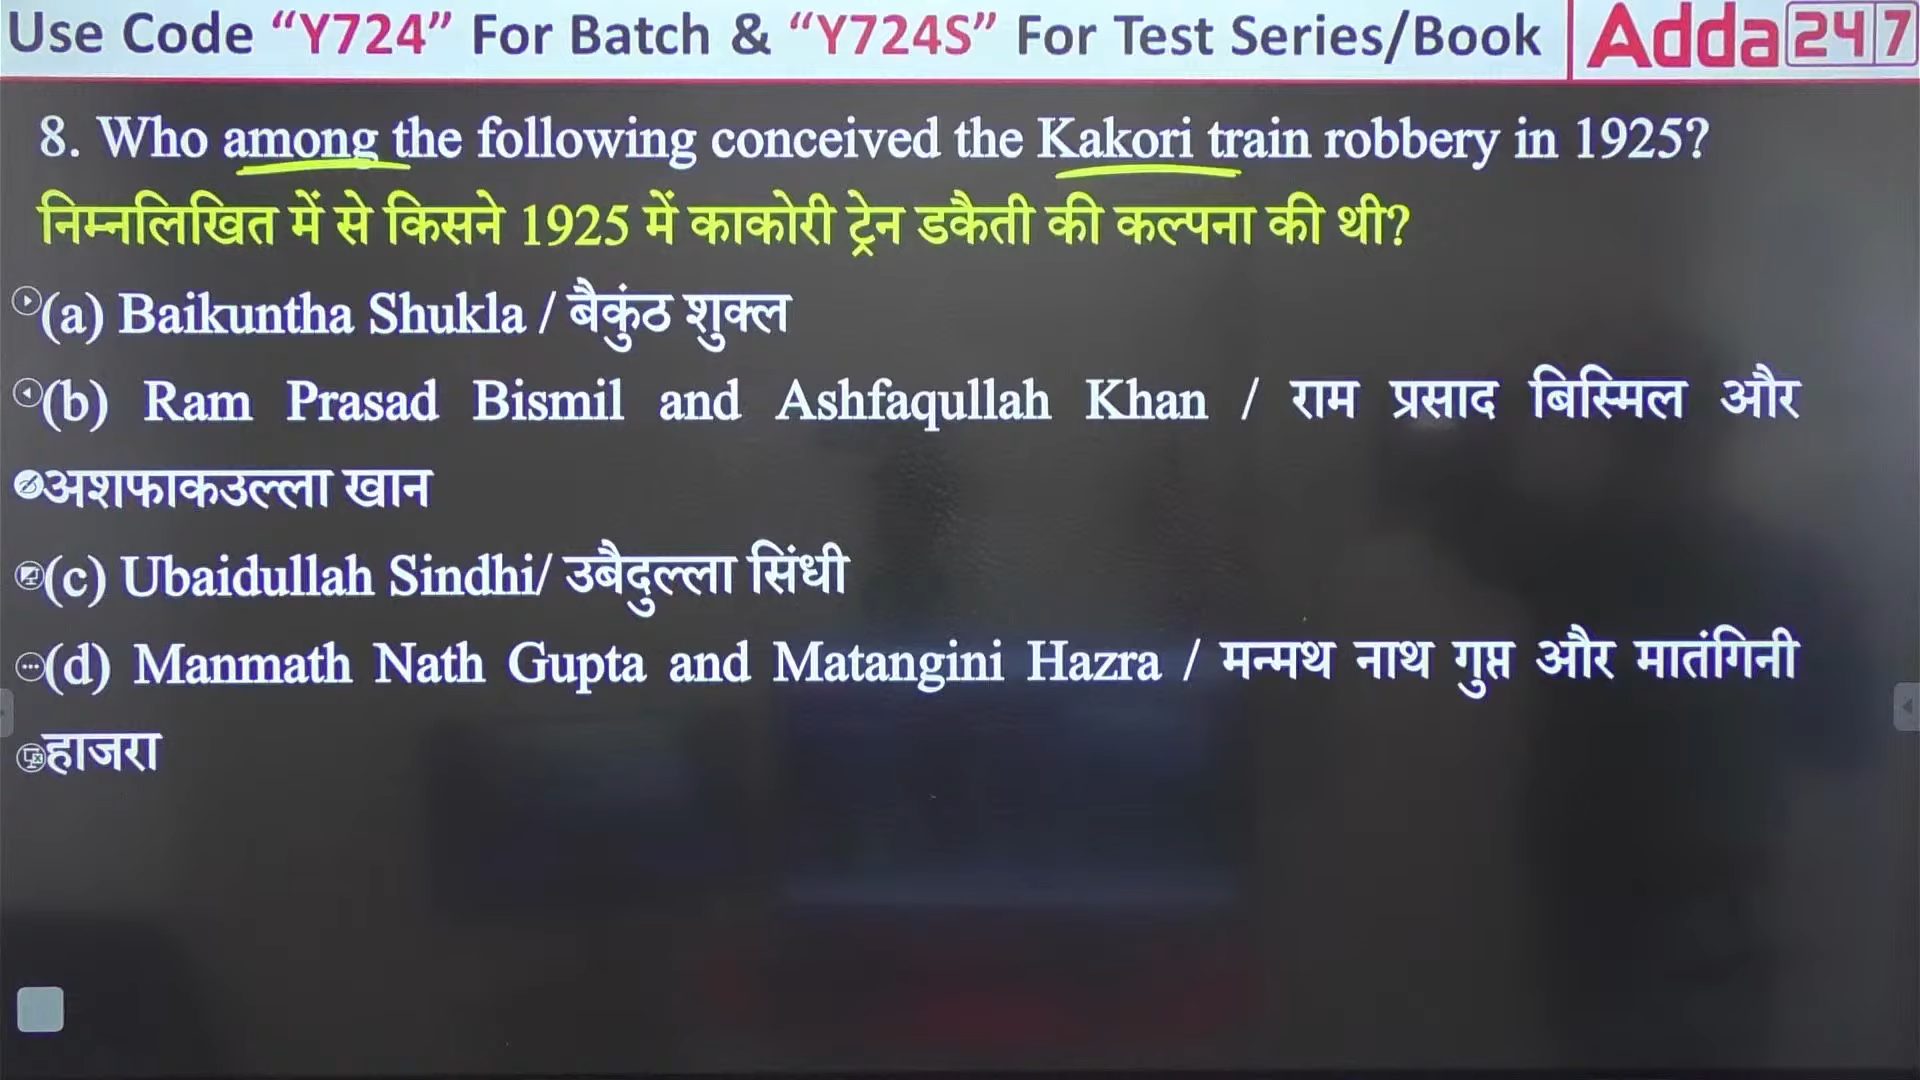 Use Code “Y724” For Batch & “Y724S” For Test Series/Book Adda247
8. Who among the following conceived the Kakori train robbery in 1925?
निम्नलिखित में से किसने 1925 में काकोरी ट्रेन डकैती की कल्पना की थी?
(a) Baikuntha Shukla / बैकुंठ शुक्ल
(b) Ram Prasad Bismil and Ashfaqullah Khan / राम प्रसाद बिस्मिल और
अशफाकउल्ला खान
(c) Ubaidullah Sindhi/ उबैदुल्ला सिंधी
(d) Manmath Nath Gupta and Matangini Hazra / मन्मथ नाथ गुप्त और मातंगिनी
हाजरा